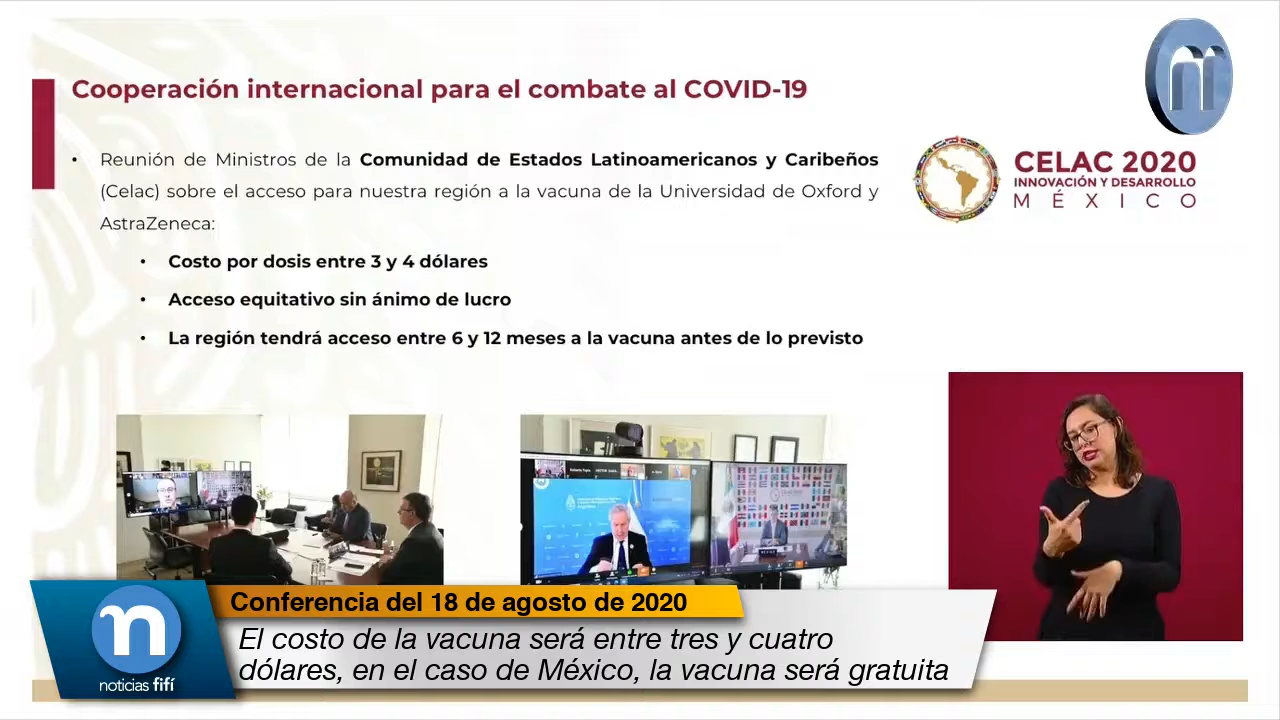 Cooperación internacional para el combate al COVID-19
• Reunión de Ministros de la Comunidad de Estados Latinoamericanos y Caribeños
(Celac) sobre el acceso para nuestra región a la vacuna de la Universidad de Oxford y
AstraZeneca:
• Costo por dosis entre 3 y 4 dólares
• Acceso equitativo sin ánimo de lucro
• La región tendrá acceso entre 6 y 12 meses a la vacuna antes de lo previsto
CELAC 2020
INNOVACIÓN Y DESARROLLO
MÉXICO
Conferencia del 18 de agosto de 2020
El costo de la vacuna será entre tres y cuatro
dólares, en el caso de México, la vacuna será gratuita
n
noticias fifí